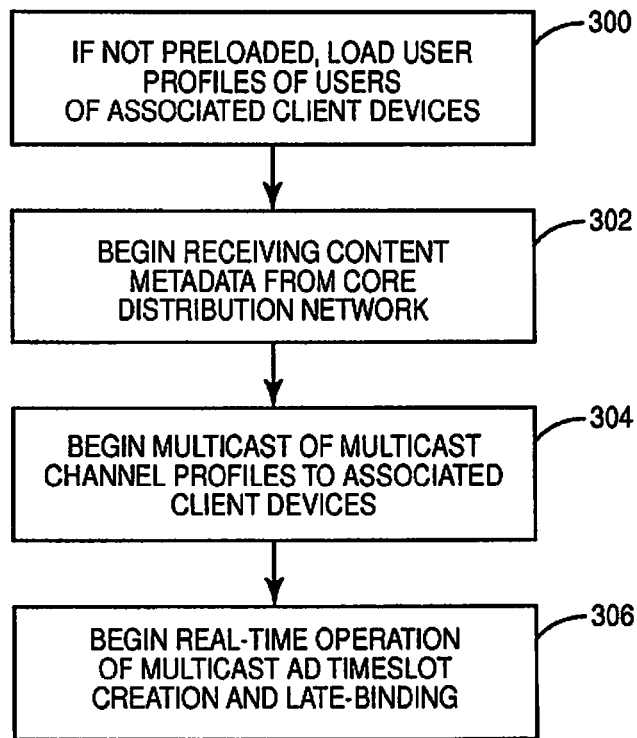 300
IF NOT PRELOADED, LOAD USER
PROFILES OF USERS
OF ASSOCIATED CLIENT DEVICES
302
BEGIN RECEIVING CONTENT
METADATA FROM CORE
DISTRIBUTION NETWORK
304
BEGIN MULTICAST OF MULTICAST
CHANNEL PROFILES TO ASSOCIATED
CLIENT DEVICES
306
BEGIN REAL-TIME OPERATION
OF MULTICAST AD TIMESLOT
CREATION AND LATE-BINDING